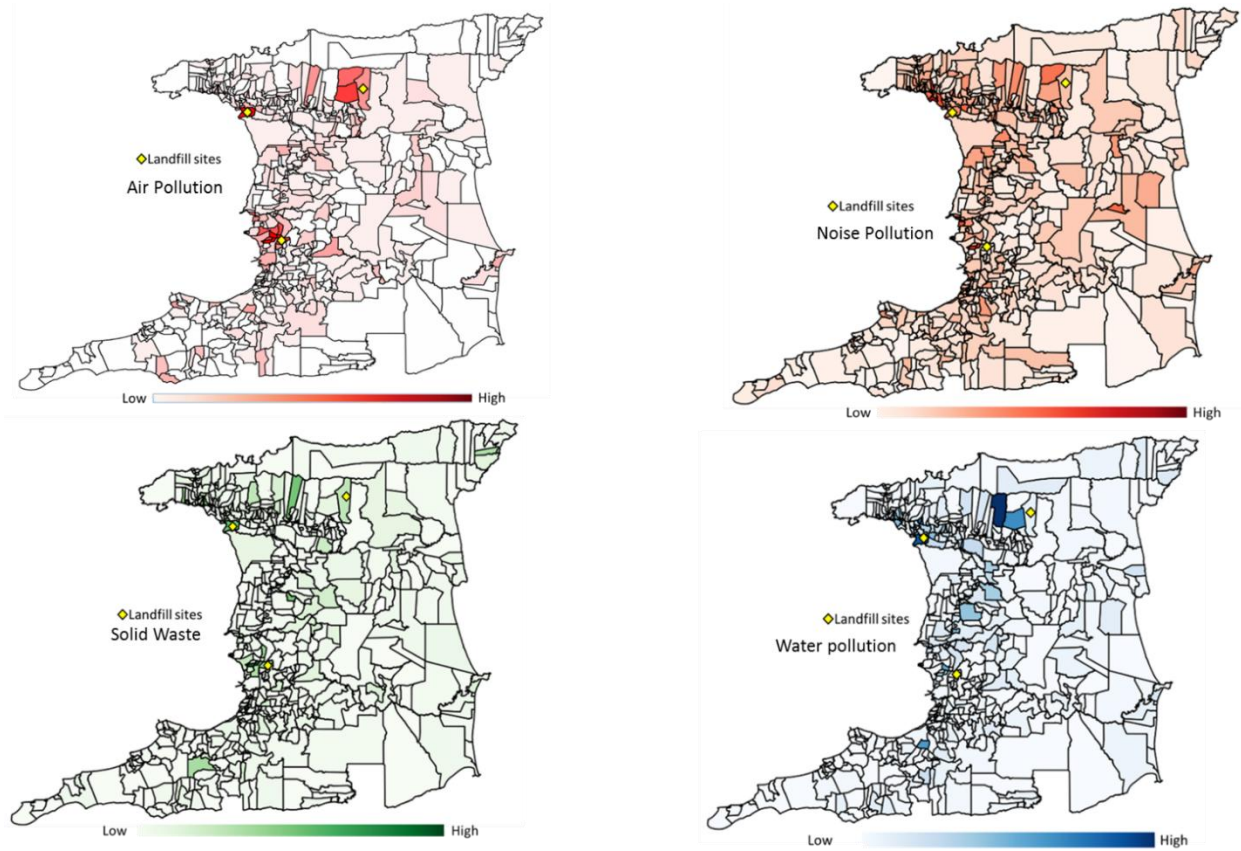 Landfill sites
Air Pollution
Low
High
Landfill sites
Noise Pollution
Low
High
Landfill sites
Solid Waste
Low
High
Landfill sites
Water pollution
Low
High